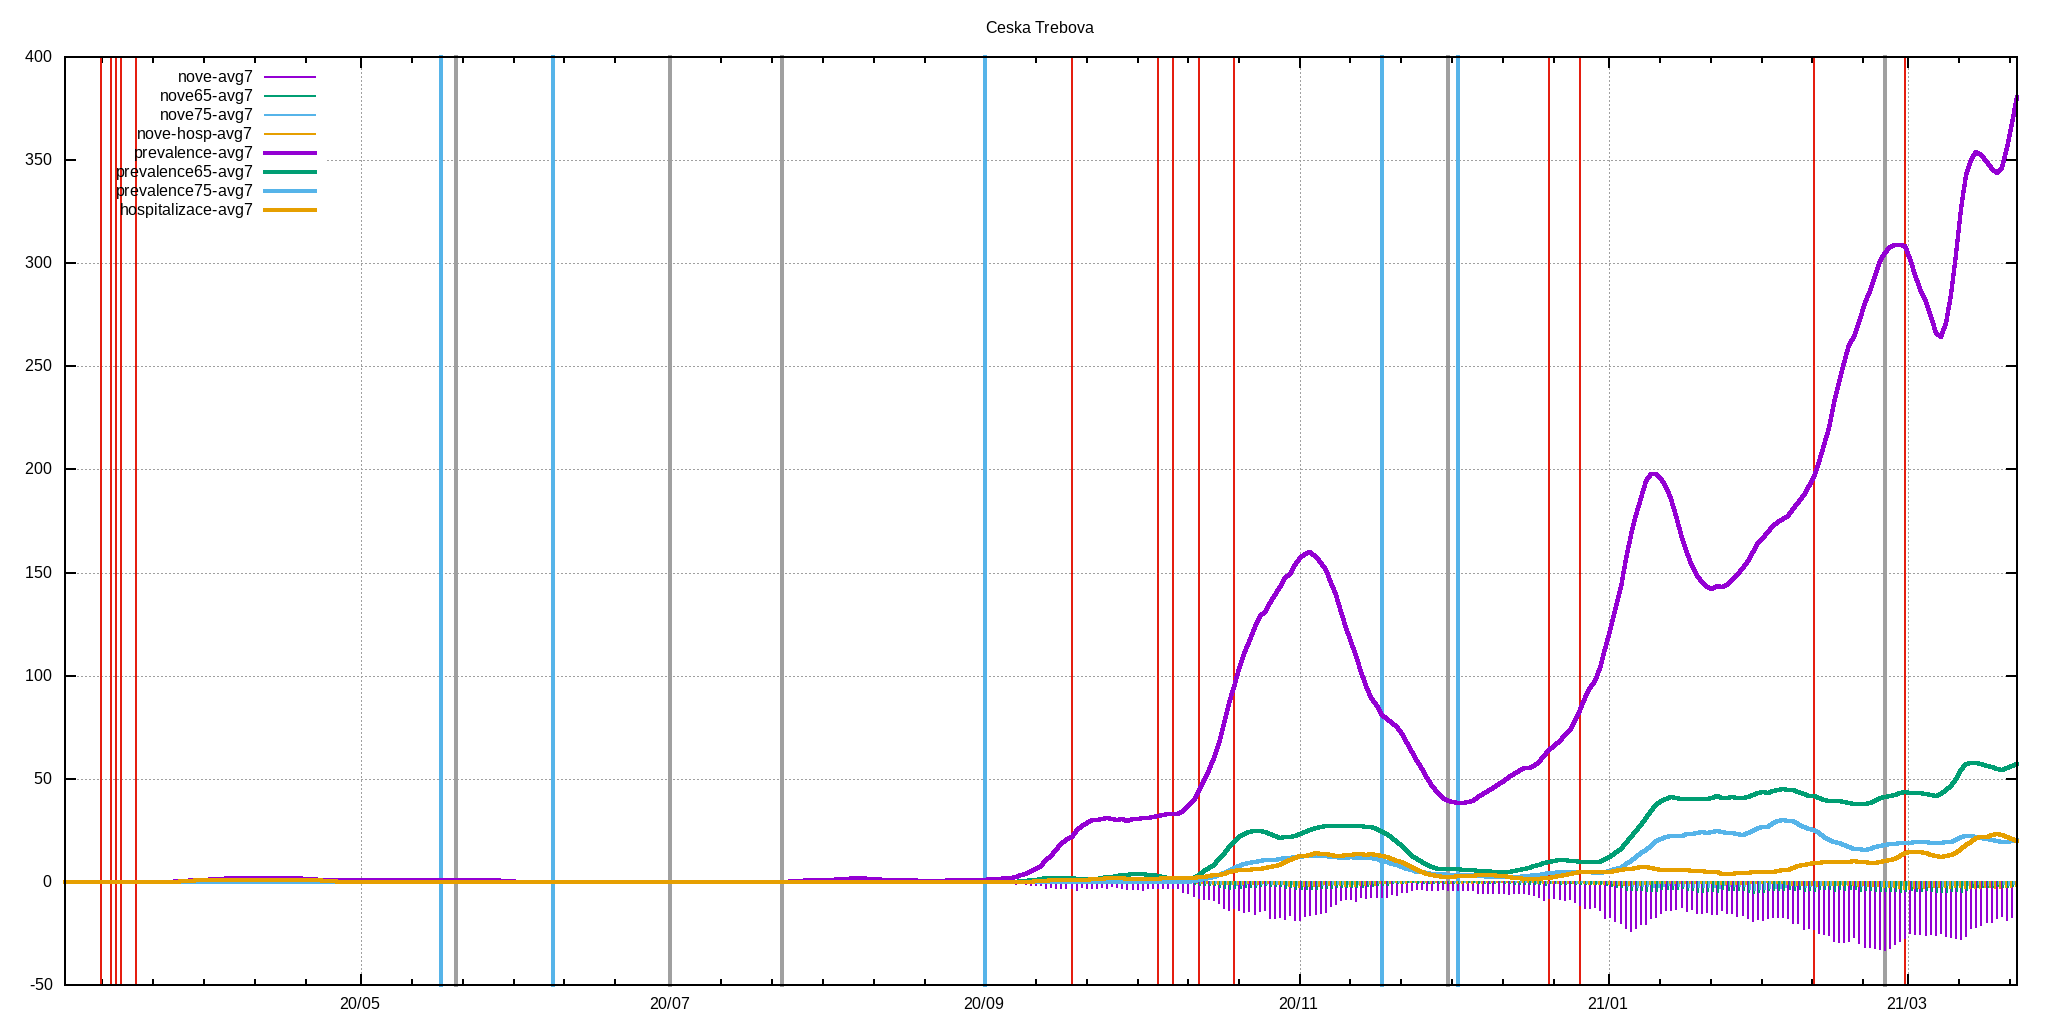 Ceska Trebova
400
350
300
250
200
150
100
50
0
-50
nove-avg7
nove65-avg7
nove75-avg7
nove-hosp-avg7
prevalence-avg7
prevalence65-avg7
prevalence75-avg7
hospitalizace-avg7
20/05 20/07 20/09 20/11 21/01 21/03